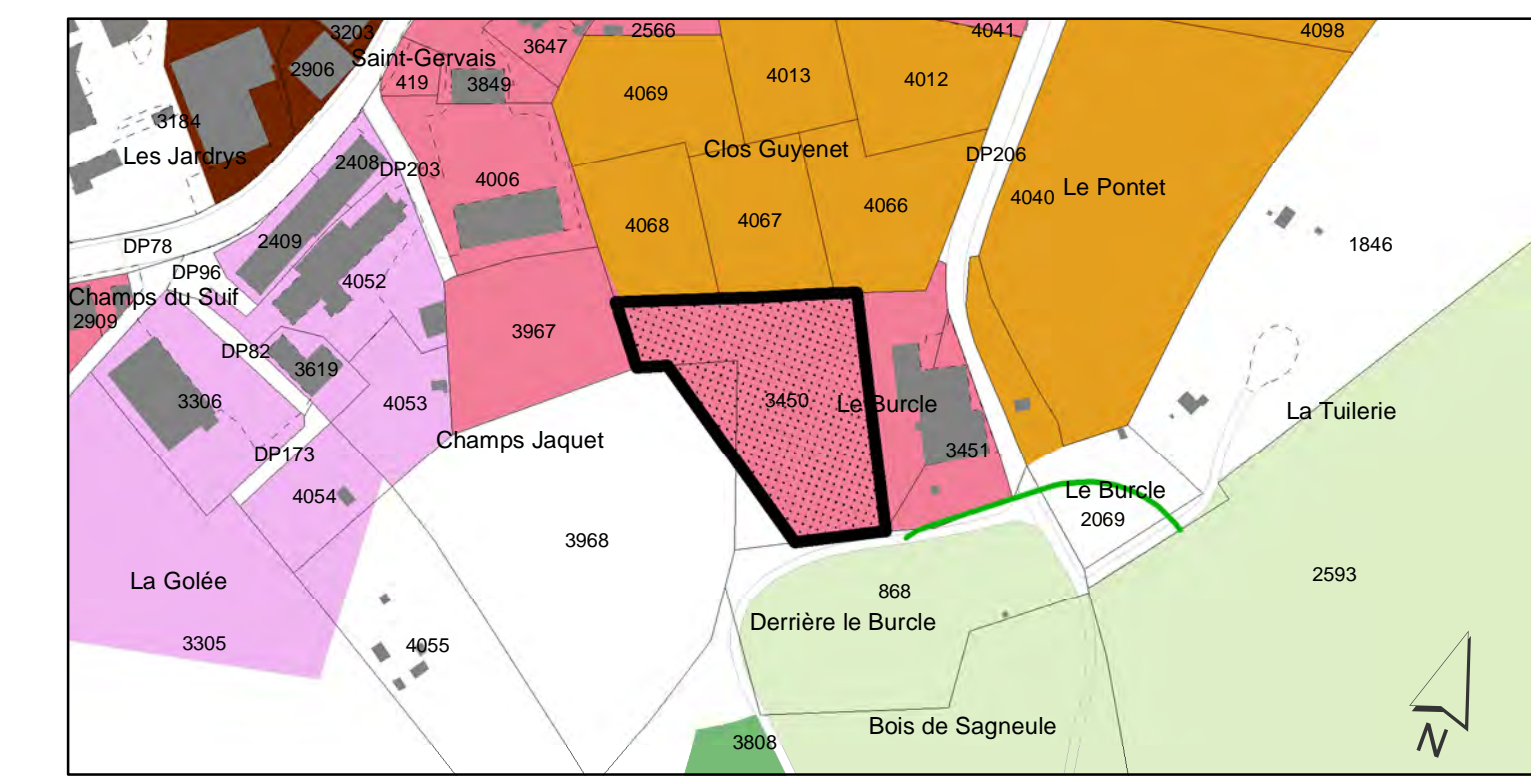 3203
2566
4041
4098
3647
Saint-Gervais
2906
419
3849
4069
4013
4012
3184
Les Jardrys
2408
DP203
4006
Clos Guyenet
DP206
4040
Le Pontet
4068
4067
4066
2409
DP78
DP96
4052
1846
Champs du Suif
2909
DP82
3619
3967
3306
4053
3450
Le Burcle
La Tuilerie
Champs Jaquet
DP173
3451
4054
Le Burcle
2069
3968
La Golée
868
2593
Derrière le Burcle
3305
4055
Bois de Sagneule
3808
N